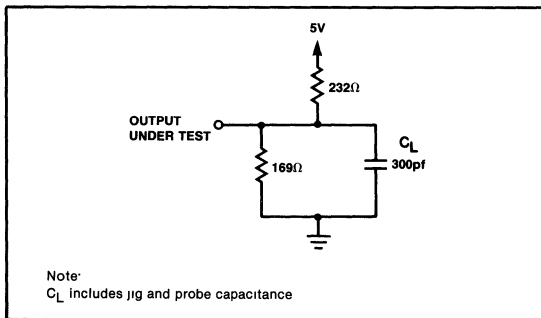 5V
232Ω
OUTPUT
UNDER TEST
169Ω
CL
300pf
Note·
CL includes jig and probe capacitance